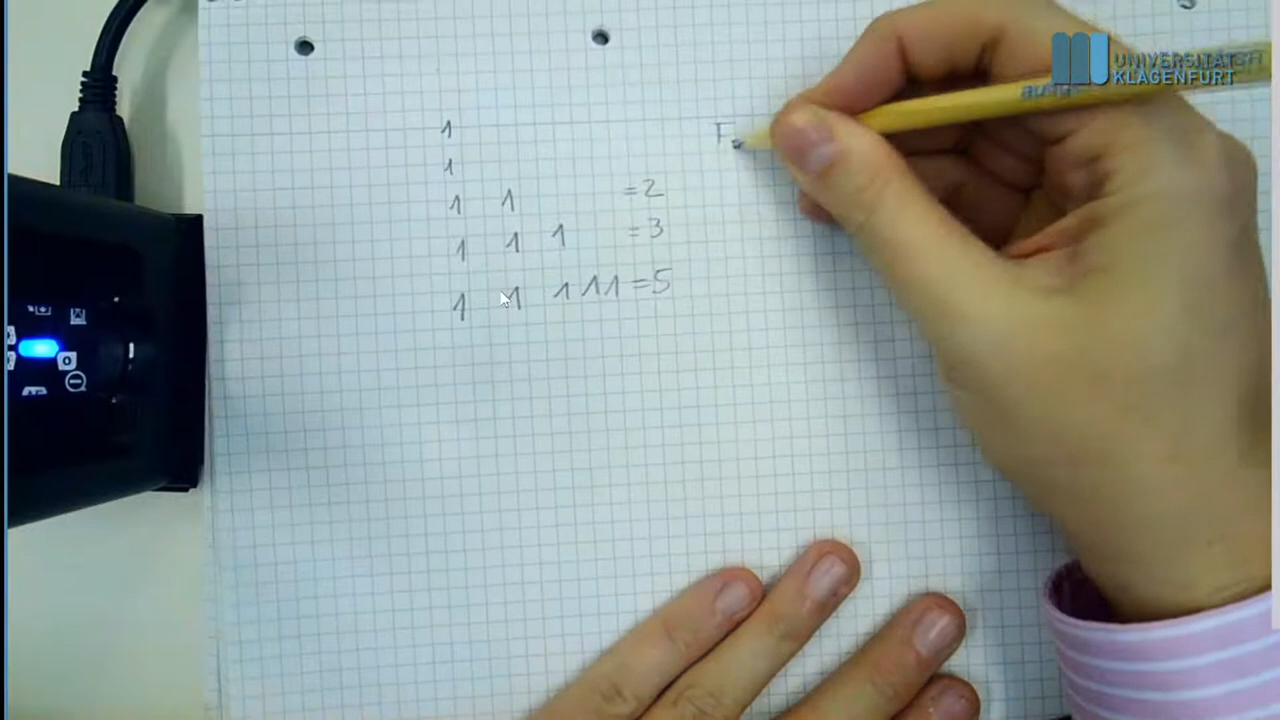 UNIVERSITÄT
KLAGENFURT
1
1
1 1 =2
1 1 1 =3
1 1 1 1 1 =5
F